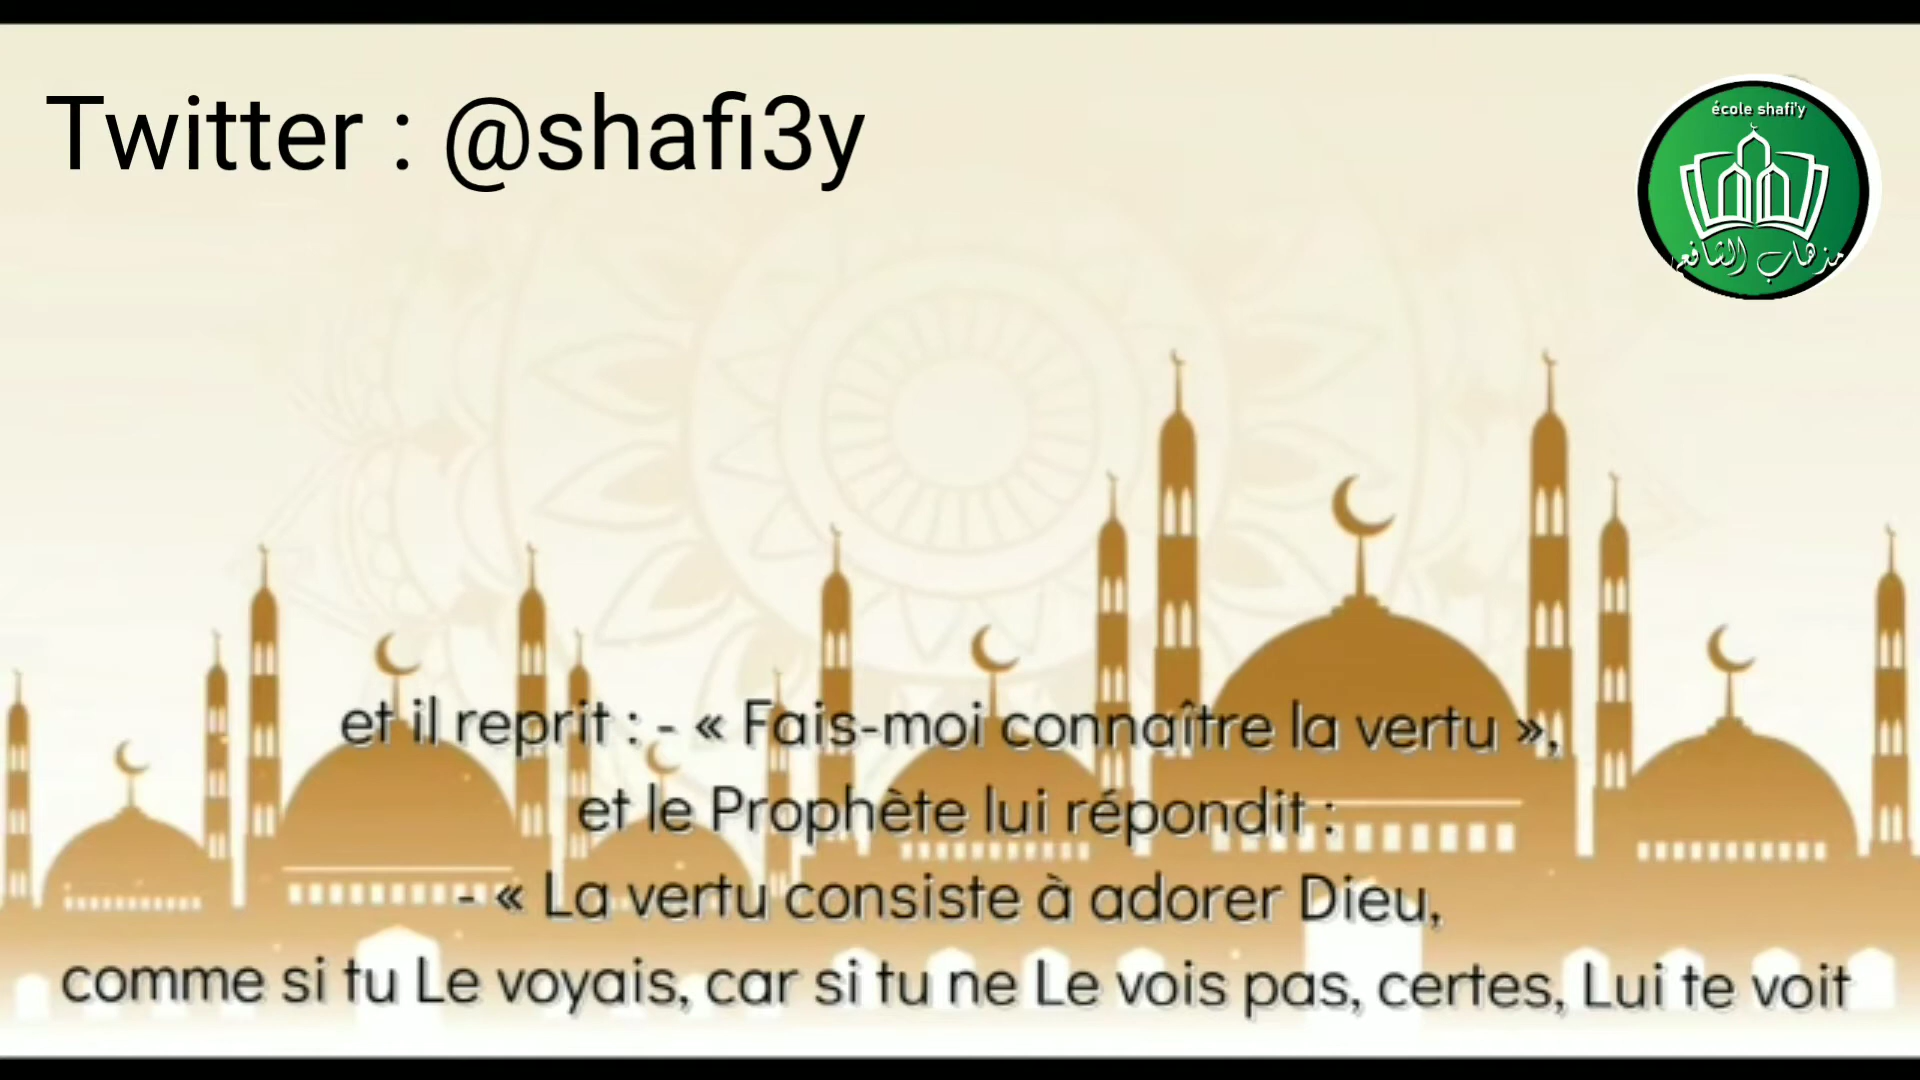 Twitter : @shafi3y
école shafi'y
مذهاب الشافعي
et il reprit : - « Fais-moi connaître la vertu »,
et le Prophète lui répondit :
- « La vertu consiste à adorer Dieu,
comme si tu Le voyais, car si tu ne Le vois pas, certes, Lui te voit